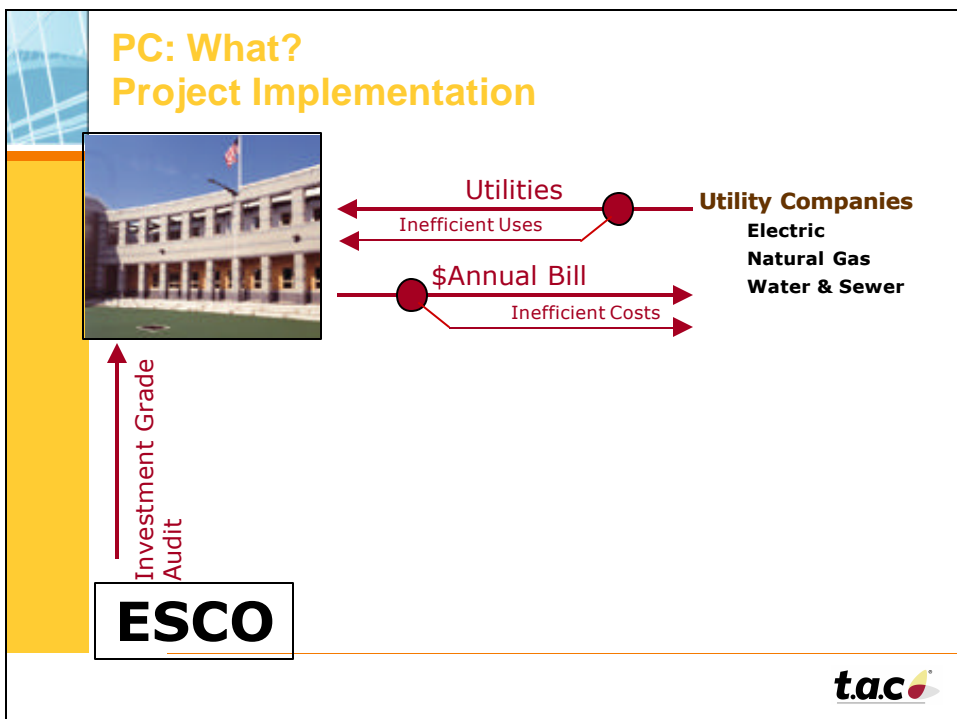 PC: What?
Project Implementation
Utilities
Inefficient Uses
Utility Companies
Electric
Natural Gas
Water & Sewer
$Annual Bill
Inefficient Costs
Investment Grade
Audit
ESCO
t.a.c